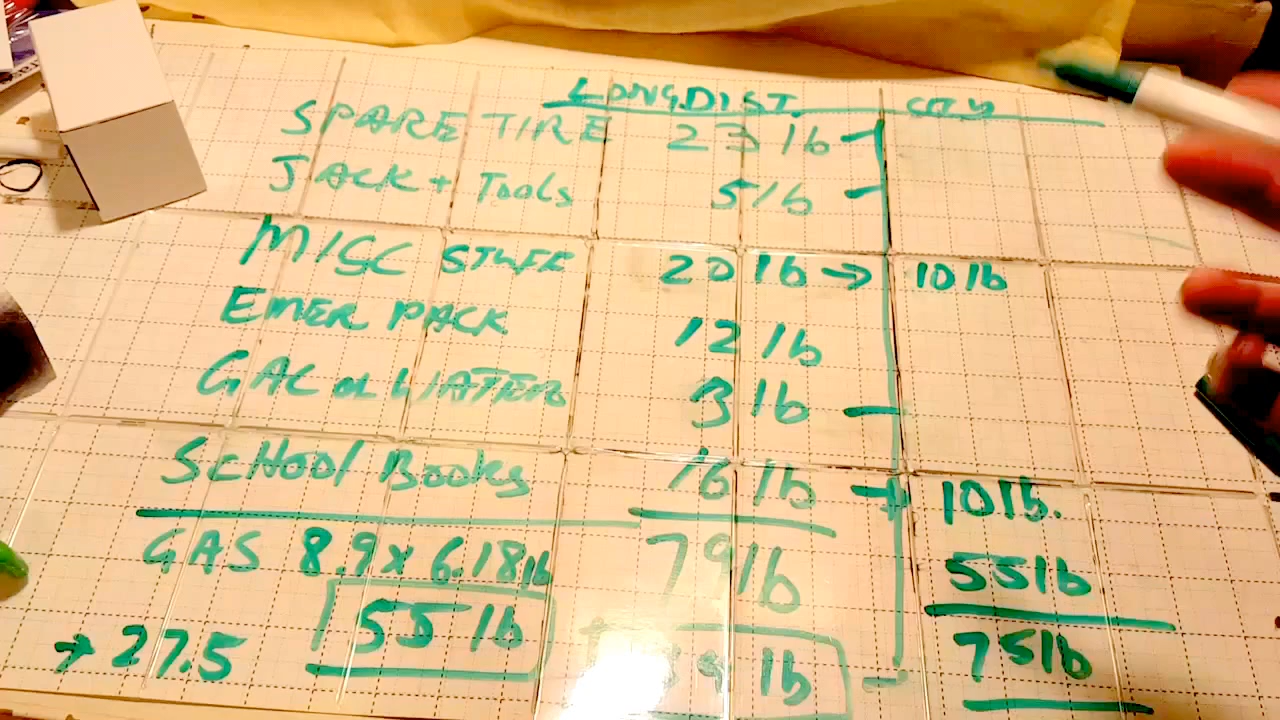 LONG.DIST. CITY
SPARE TIRE 23 lb -
JACK + Tools 5 lb -
MISC STUFF 20 lb → 10 lb
EMER PACK 12 lb
GAL OF WATER 3 lb -
SCHOOL BOOKS 16 lb → 10 lb.
GAS 8.9 x 6.18 lb 79 lb 55 lb
55 lb 75 lb
→ 27.5